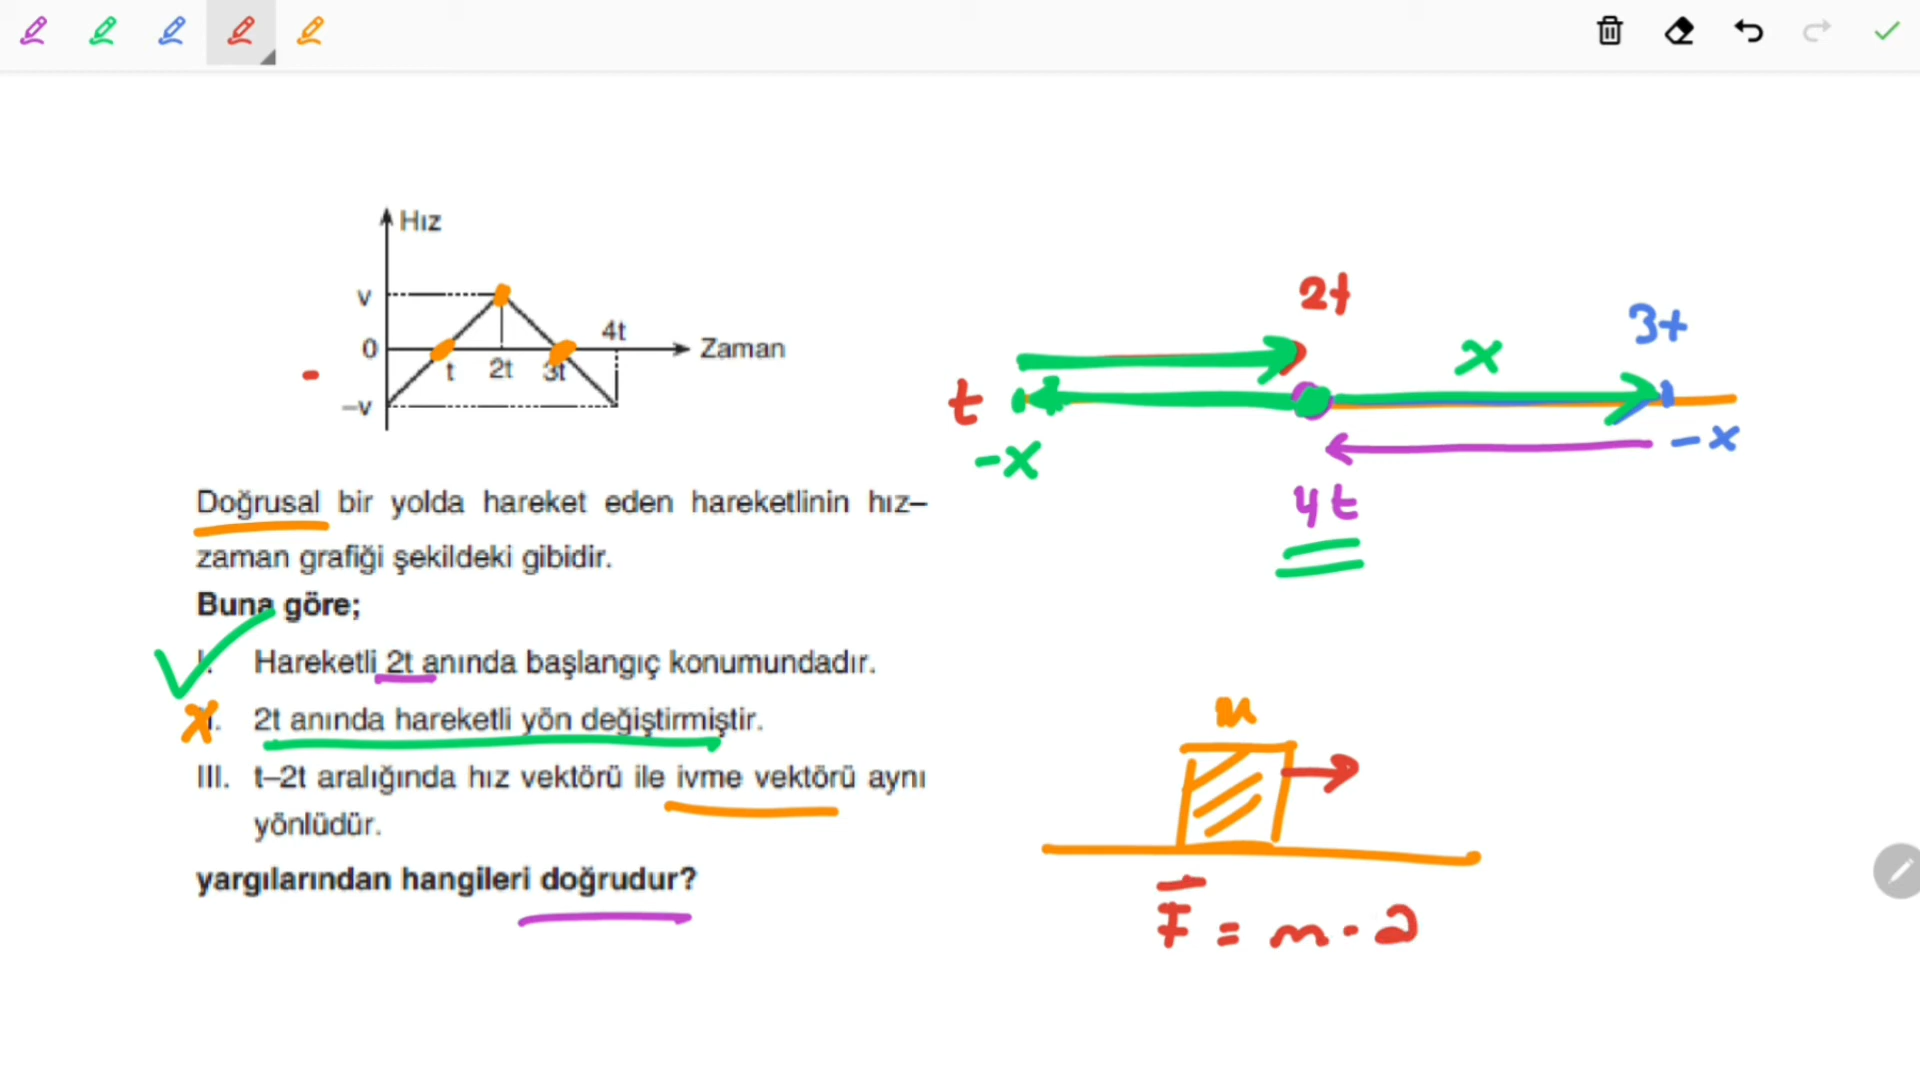 Hız
v
0
-
-v
t
2t
3t
4t
Zaman
2t
3t
x
t
-x
-x
4t
Doğrusal bir yolda hareket eden hareketlinin hız–
zaman grafiği şekildeki gibidir.
Buna göre;
I. Hareketli 2t anında başlangıç konumundadır.
II. 2t anında hareketli yön değiştirmiştir.
III. t–2t aralığında hız vektörü ile ivme vektörü aynı
yönlüdür.
yargılarından hangileri doğrudur?
m
F = m · a